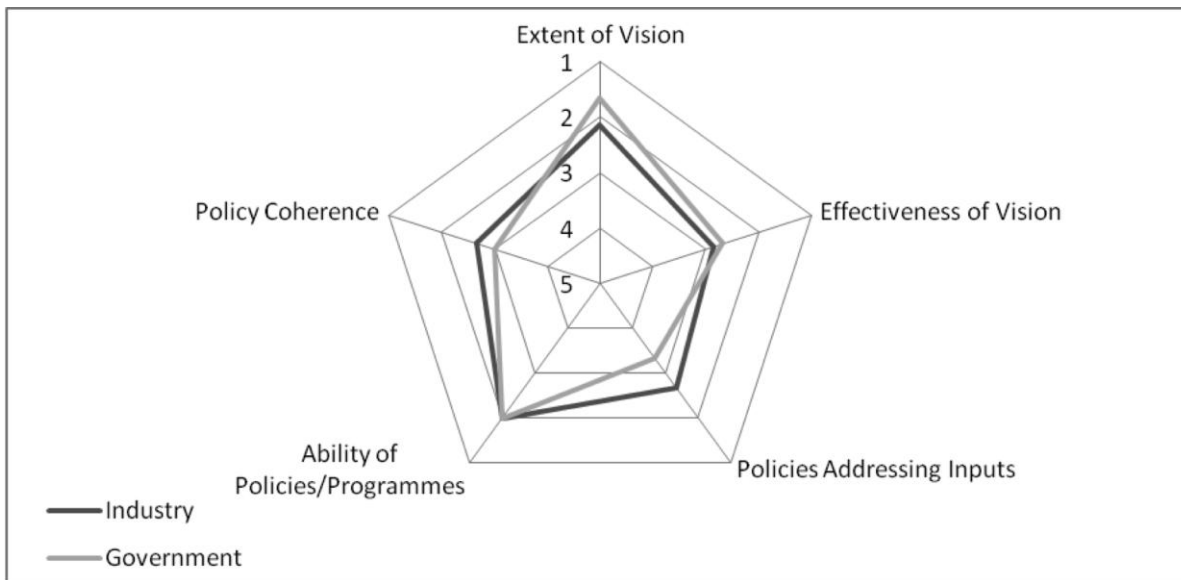 Extent of Vision
1
2
3
4
5
Policy Coherence
Effectiveness of Vision
Ability of
Policies/Programmes
Policies Addressing Inputs
Industry
Government